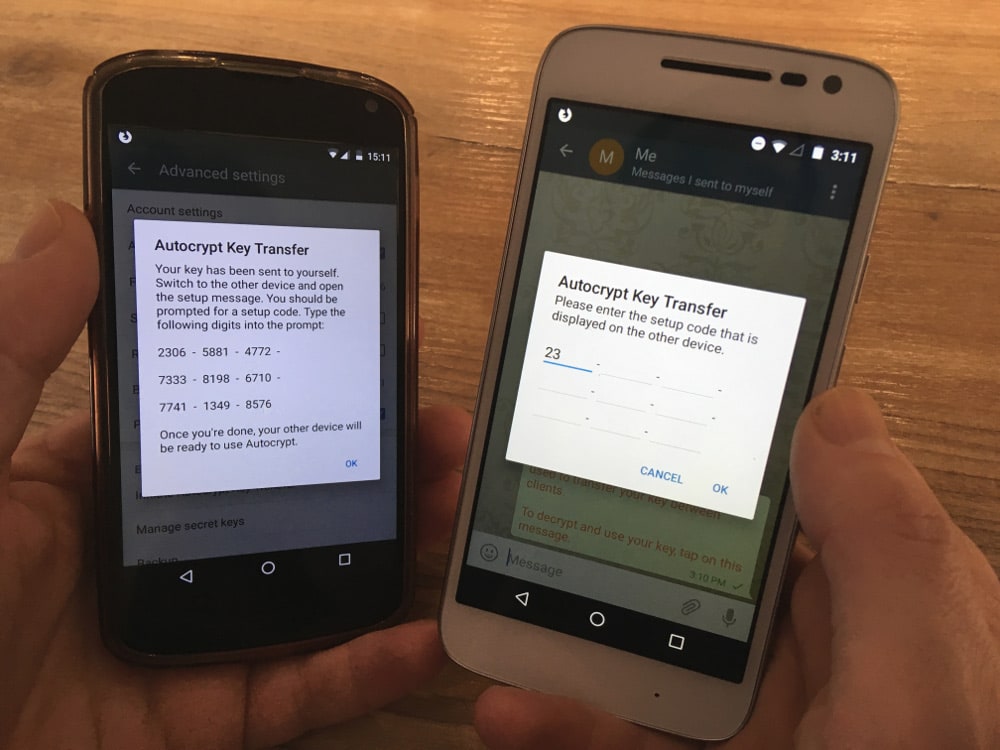 15:11
Advanced settings
Account settings
Autocrypt Key Transfer
Your key has been sent to yourself.
Switch to the other device and open
the setup message. You should be
prompted for a setup code. Type the
following digits into the prompt:
2306 - 5881 - 4772 -
7333 - 8198 - 6710 -
7741 - 1349 - 8576
Once you're done, your other device will
be ready to use Autocrypt.
OK
Manage secret keys
Backup
3:11
M
Me
Messages I sent to myself
Autocrypt Key Transfer
Please enter the setup code that is
displayed on the other device.
23 - - -
- - -
- -
CANCEL OK
used to transfer your key between
clients
To decrypt and use your key, tap on this
message.
3:10 PM
Message